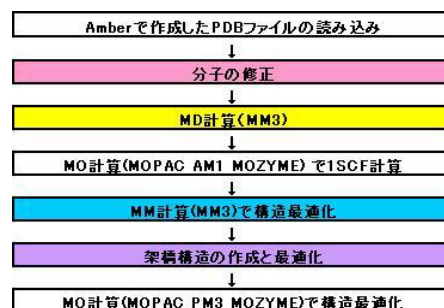 Amberで作成したPDBファイルの読み込み
↓
分子の修正
↓
MD計算(MM3)
↓
MO計算(MOPAC AM1 MOZYME) で1SCF計算
↓
MM計算(MM3)で構造最適化
↓
架橋構造の作成と最適化
↓
MO計算(MOPAC PM3 MOZYME)で構造最適化